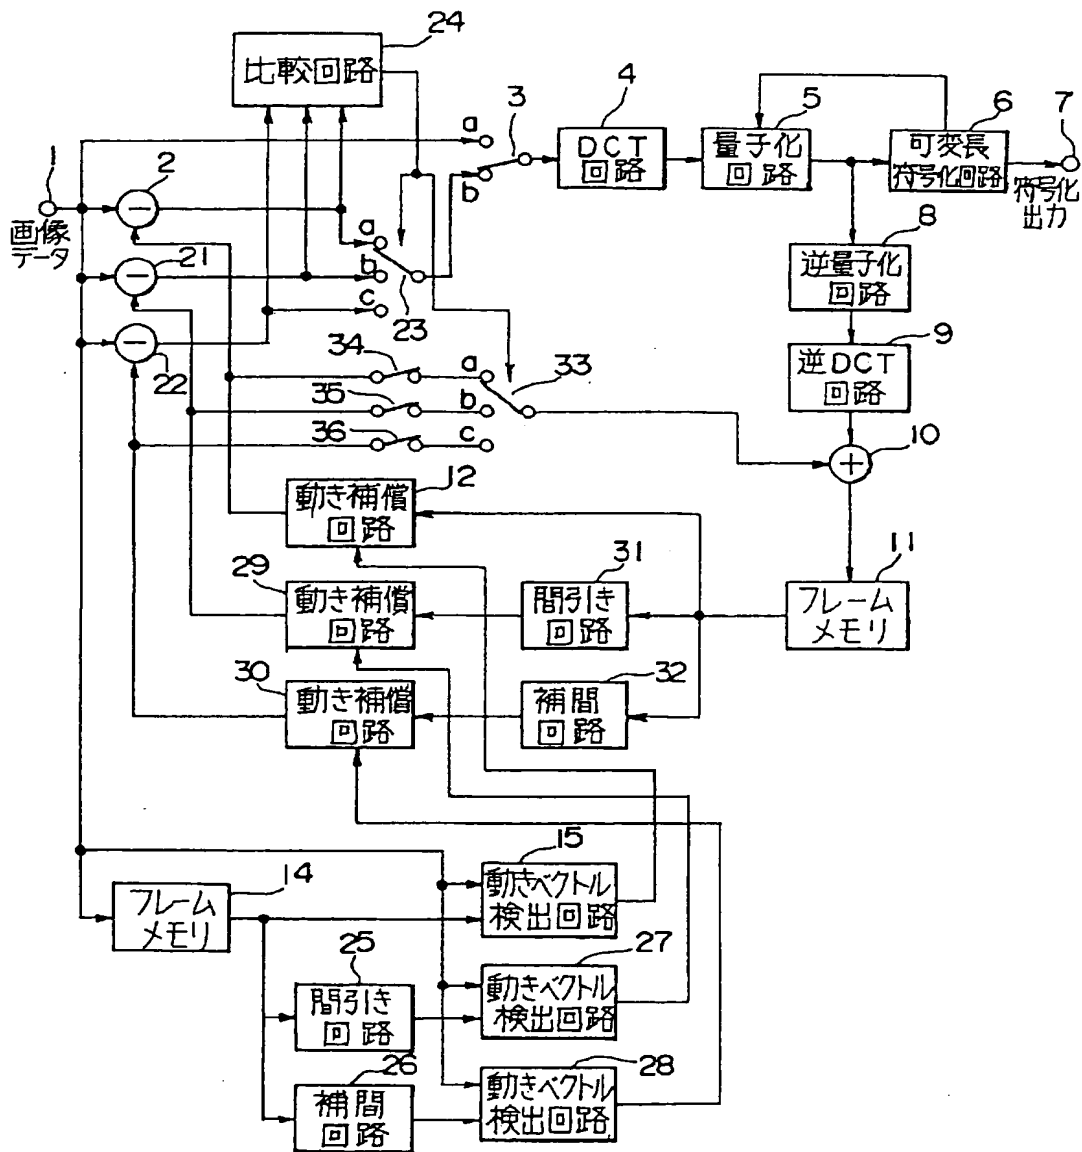 24
比較回路
3
4
5
6
7
a
b
DCT
回路
量子化
回路
可変長
符号化回路
符号化
出力
1
画像
データ
2
21
22
a
b
c
23
8
逆量子化
回路
9
逆DCT
回路
10
34
35
36
a
b
c
33
12
動き補償
回路
29
動き補償
回路
30
動き補償
回路
31
間引き
回路
32
補間
回路
11
フレーム
メモリ
14
フレーム
メモリ
15
動きベクトル
検出回路
25
間引き
回路
27
動きベクトル
検出回路
26
補間
回路
28
動きベクトル
検出回路